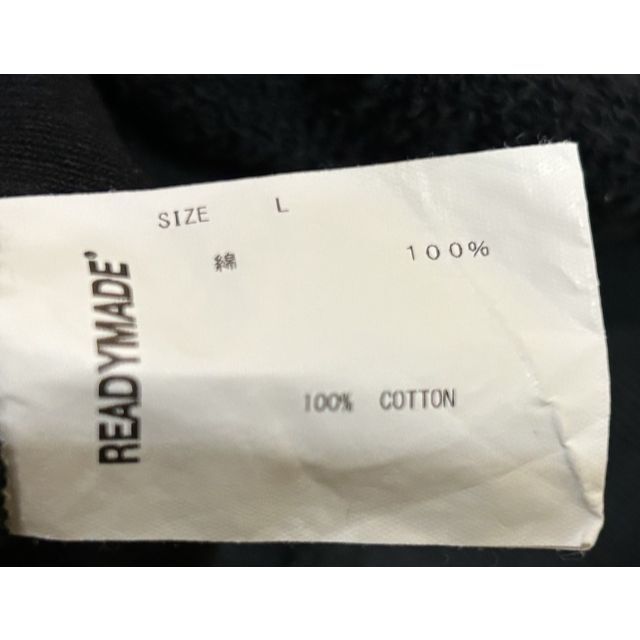 READYMADE'
SIZE L
綿 100%
100% COTTON